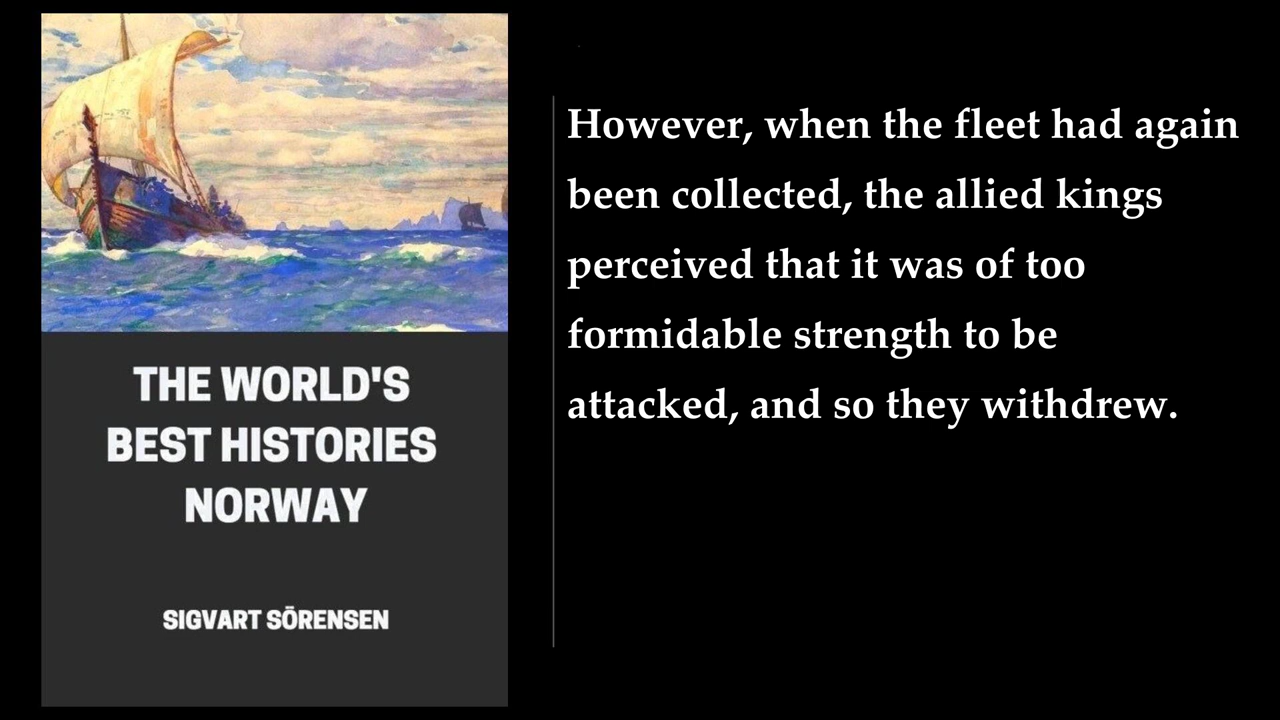 THE WORLD'S
BEST HISTORIES
NORWAY
SIGVART SÖRENSEN
However, when the fleet had again
been collected, the allied kings
perceived that it was of too
formidable strength to be
attacked, and so they withdrew.